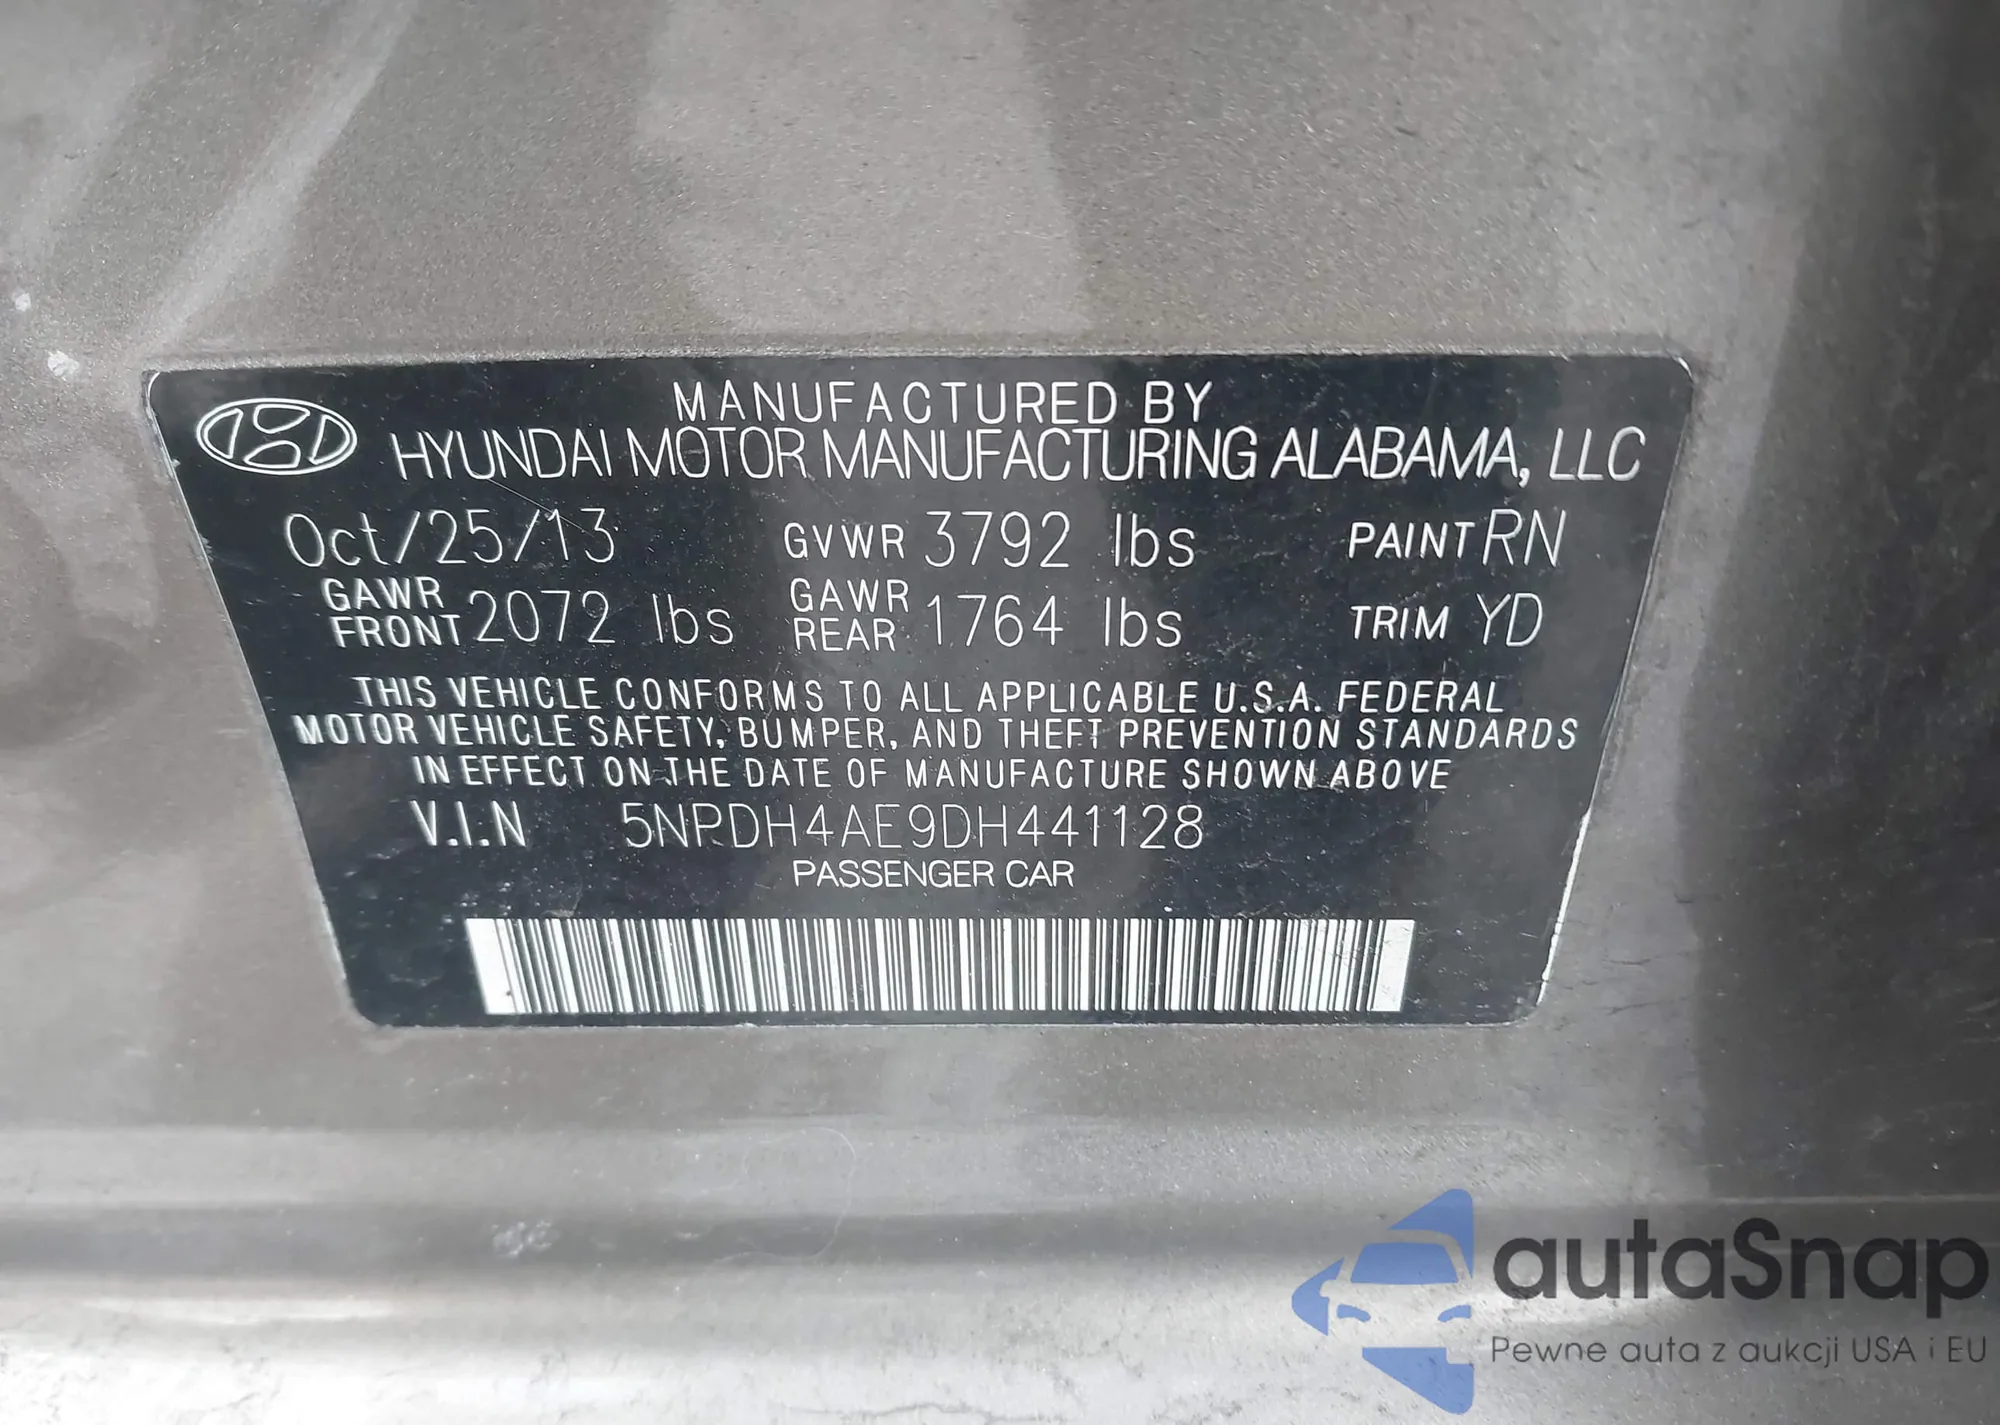 MANUFACTURED BY
HYUNDAI MOTOR MANUFACTURING ALABAMA, LLC
Oct/25/13 GVWR 3792 lbs PAINT RN
GAWR FRONT 2072 lbs GAWR REAR 1764 lbs TRIM YD
THIS VEHICLE CONFORMS TO ALL APPLICABLE U.S.A. FEDERAL
MOTOR VEHICLE SAFETY, BUMPER, AND THEFT PREVENTION STANDARDS
IN EFFECT ON THE DATE OF MANUFACTURE SHOWN ABOVE
V.I.N 5NPDH4AE9DH441128
PASSENGER CAR
autaSnap
Pewne auta z aukcji USA i EU